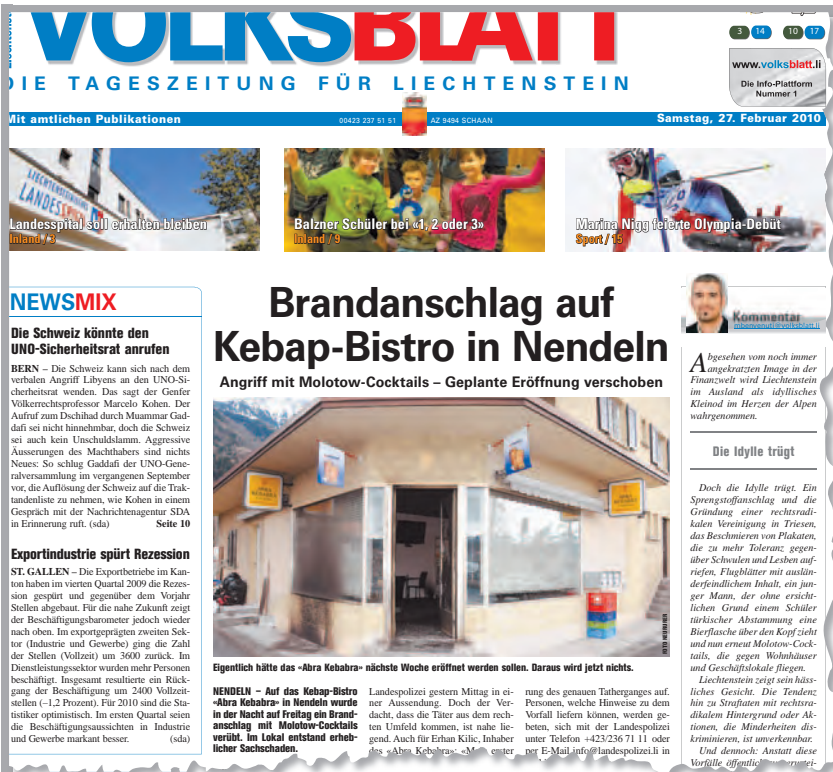 VOLKSBLATT
DIE TAGESZEITUNG FÜR LIECHTENSTEIN
3 14 10 17
www.volksblatt.li
Die Info-Plattform
Nummer 1
Mit amtlichen Publikationen
00423 237 51 51
AZ 9494 SCHAAN
Samstag, 27. Februar 2010
LIECHTENSTEINISCHES
LANDESSPITAL
Landesspital soll erhalten bleiben
Inland / 3
Balzner Schüler bei «1, 2 oder 3»
Inland / 9
Marina Nigg feierte Olympia-Debüt
Sport / 15
NEWSMIX
Die Schweiz könnte den
UNO-Sicherheitsrat anrufen
BERN – Die Schweiz kann sich nach dem
verbalen Angriff Libyens an den UNO-Si-
cherheitsrat wenden. Das sagt der Genfer
Völkerrechtsprofessor Marcelo Kohen. Der
Aufruf zum Dschihad durch Muammar Gad-
dafi sei nicht hinnehmbar, doch die Schweiz
sei auch kein Unschuldslamm. Aggressive
Äusserungen des Machthabers sind nichts
Neues: So schlug Gaddafi der UNO-Gene-
ralversammlung im vergangenen September
vor, die Auflösung der Schweiz auf die Trak-
tandenliste zu nehmen, wie Kohen in einem
Gespräch mit der Nachrichtenagentur SDA
in Erinnerung ruft. (sda) Seite 10
Exportindustrie spürt Rezession
ST. GALLEN – Die Exportbetriebe im Kan-
ton haben im vierten Quartal 2009 die Rezes-
sion gespürt und gegenüber dem Vorjahr
Stellen abgebaut. Für die nahe Zukunft zeigt
der Beschäftigungsbarometer jedoch wieder
nach oben. Im exportgeprägten zweiten Sek-
tor (Industrie und Gewerbe) ging die Zahl
der Stellen (Vollzeit) um 3600 zurück. Im
Dienstleistungssektor wurden mehr Personen
beschäftigt. Insgesamt resultierte ein Rück-
gang der Beschäftigung um 2400 Vollzeit-
stellen (–1,2 Prozent). Für 2010 sind die Sta-
tistiker optimistisch. Im ersten Quartal seien
die Beschäftigungsaussichten in Industrie
und Gewerbe markant besser. (sda)
Brandanschlag auf
Kebap-Bistro in Nendeln
Angriff mit Molotow-Cocktails – Geplante Eröffnung verschoben
FOTO NEUBURNER
Eigentlich hätte das «Abra Kebabra» nächste Woche eröffnet werden sollen. Daraus wird jetzt nichts.
NENDELN – Auf das Kebap-Bistro
«Abra Kebabra» in Nendeln wurde
in der Nacht auf Freitag ein Brand-
anschlag mit Molotow-Cocktails
verübt. Im Lokal entstand erheb-
licher Sachschaden.
Landespolizei gestern Mittag in ei-
ner Aussendung. Doch der Ver-
dacht, dass die Täter aus dem rech-
ten Umfeld kommen, ist nahe lie-
gend. Auch für Erhan Kilic, Inhaber
des «Abra Kebabra»: «Mein erster
rung des genauen Tatherganges auf.
Personen, welche Hinweise zu dem
Vorfall liefern können, werden ge-
beten, sich mit der Landespolizei
unter Telefon +423/236 71 11 oder
per E-Mail info@landespolizei.li in
Kommentar
Abgesehen vom noch immer
angekratzten Image in der
Finanzwelt wird Liechtenstein
im Ausland als idyllisches
Kleinod im Herzen der Alpen
wahrgenommen.
Die Idylle trügt
Doch die Idylle trügt. Ein
Sprengstoffanschlag und die
Gründung einer rechtsradi-
kalen Vereinigung in Triesen,
das Beschmieren von Plakaten,
die zu mehr Toleranz gegen-
über Schwulen und Lesben auf-
riefen, Flugblätter mit auslän-
derfeindlichem Inhalt, ein jun-
ger Mann, der ohne ersicht-
lichen Grund einem Schüler
türkischer Abstammung eine
Bierflasche über den Kopf zieht
und nun erneut Molotow-Cock-
tails, die gegen Wohnhäuser
und Geschäftslokale fliegen.
Liechtenstein zeigt sein häss-
liches Gesicht. Die Tendenz
hin zu Straftaten mit rechtsra-
dikalem Hintergrund oder Ak-
tionen, die Minderheiten dis-
kriminieren, ist unverkennbar.
Und dennoch: Anstatt diese
Vorfälle öffentlich